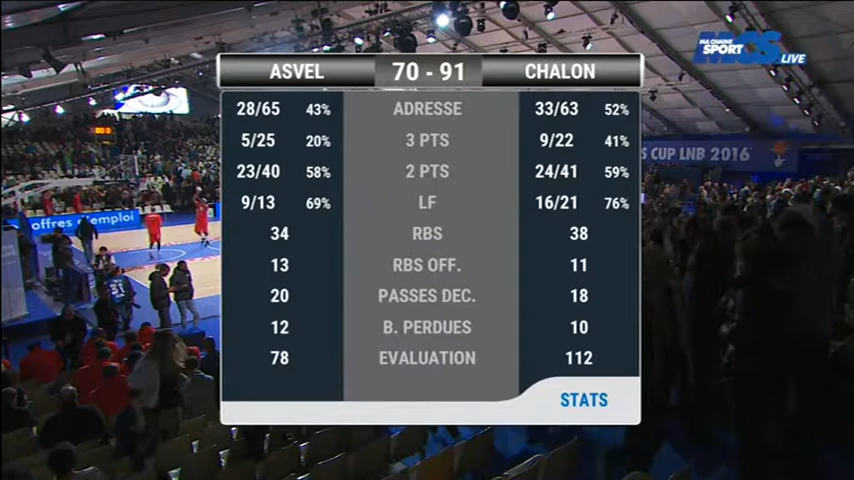 MA CHAINE
SPORT MCS
LIVE
ASVEL 70 - 91 CHALON
28/65 43% ADRESSE 33/63 52%
5/25 20% 3 PTS 9/22 41%
23/40 58% 2 PTS 24/41 59%
9/13 69% LF 16/21 76%
34 RBS 38
13 RBS OFF. 11
20 PASSES DEC. 18
12 B. PERDUES 10
78 EVALUATION 112
STATS
S CUP LNB 2016
offres d'emploi